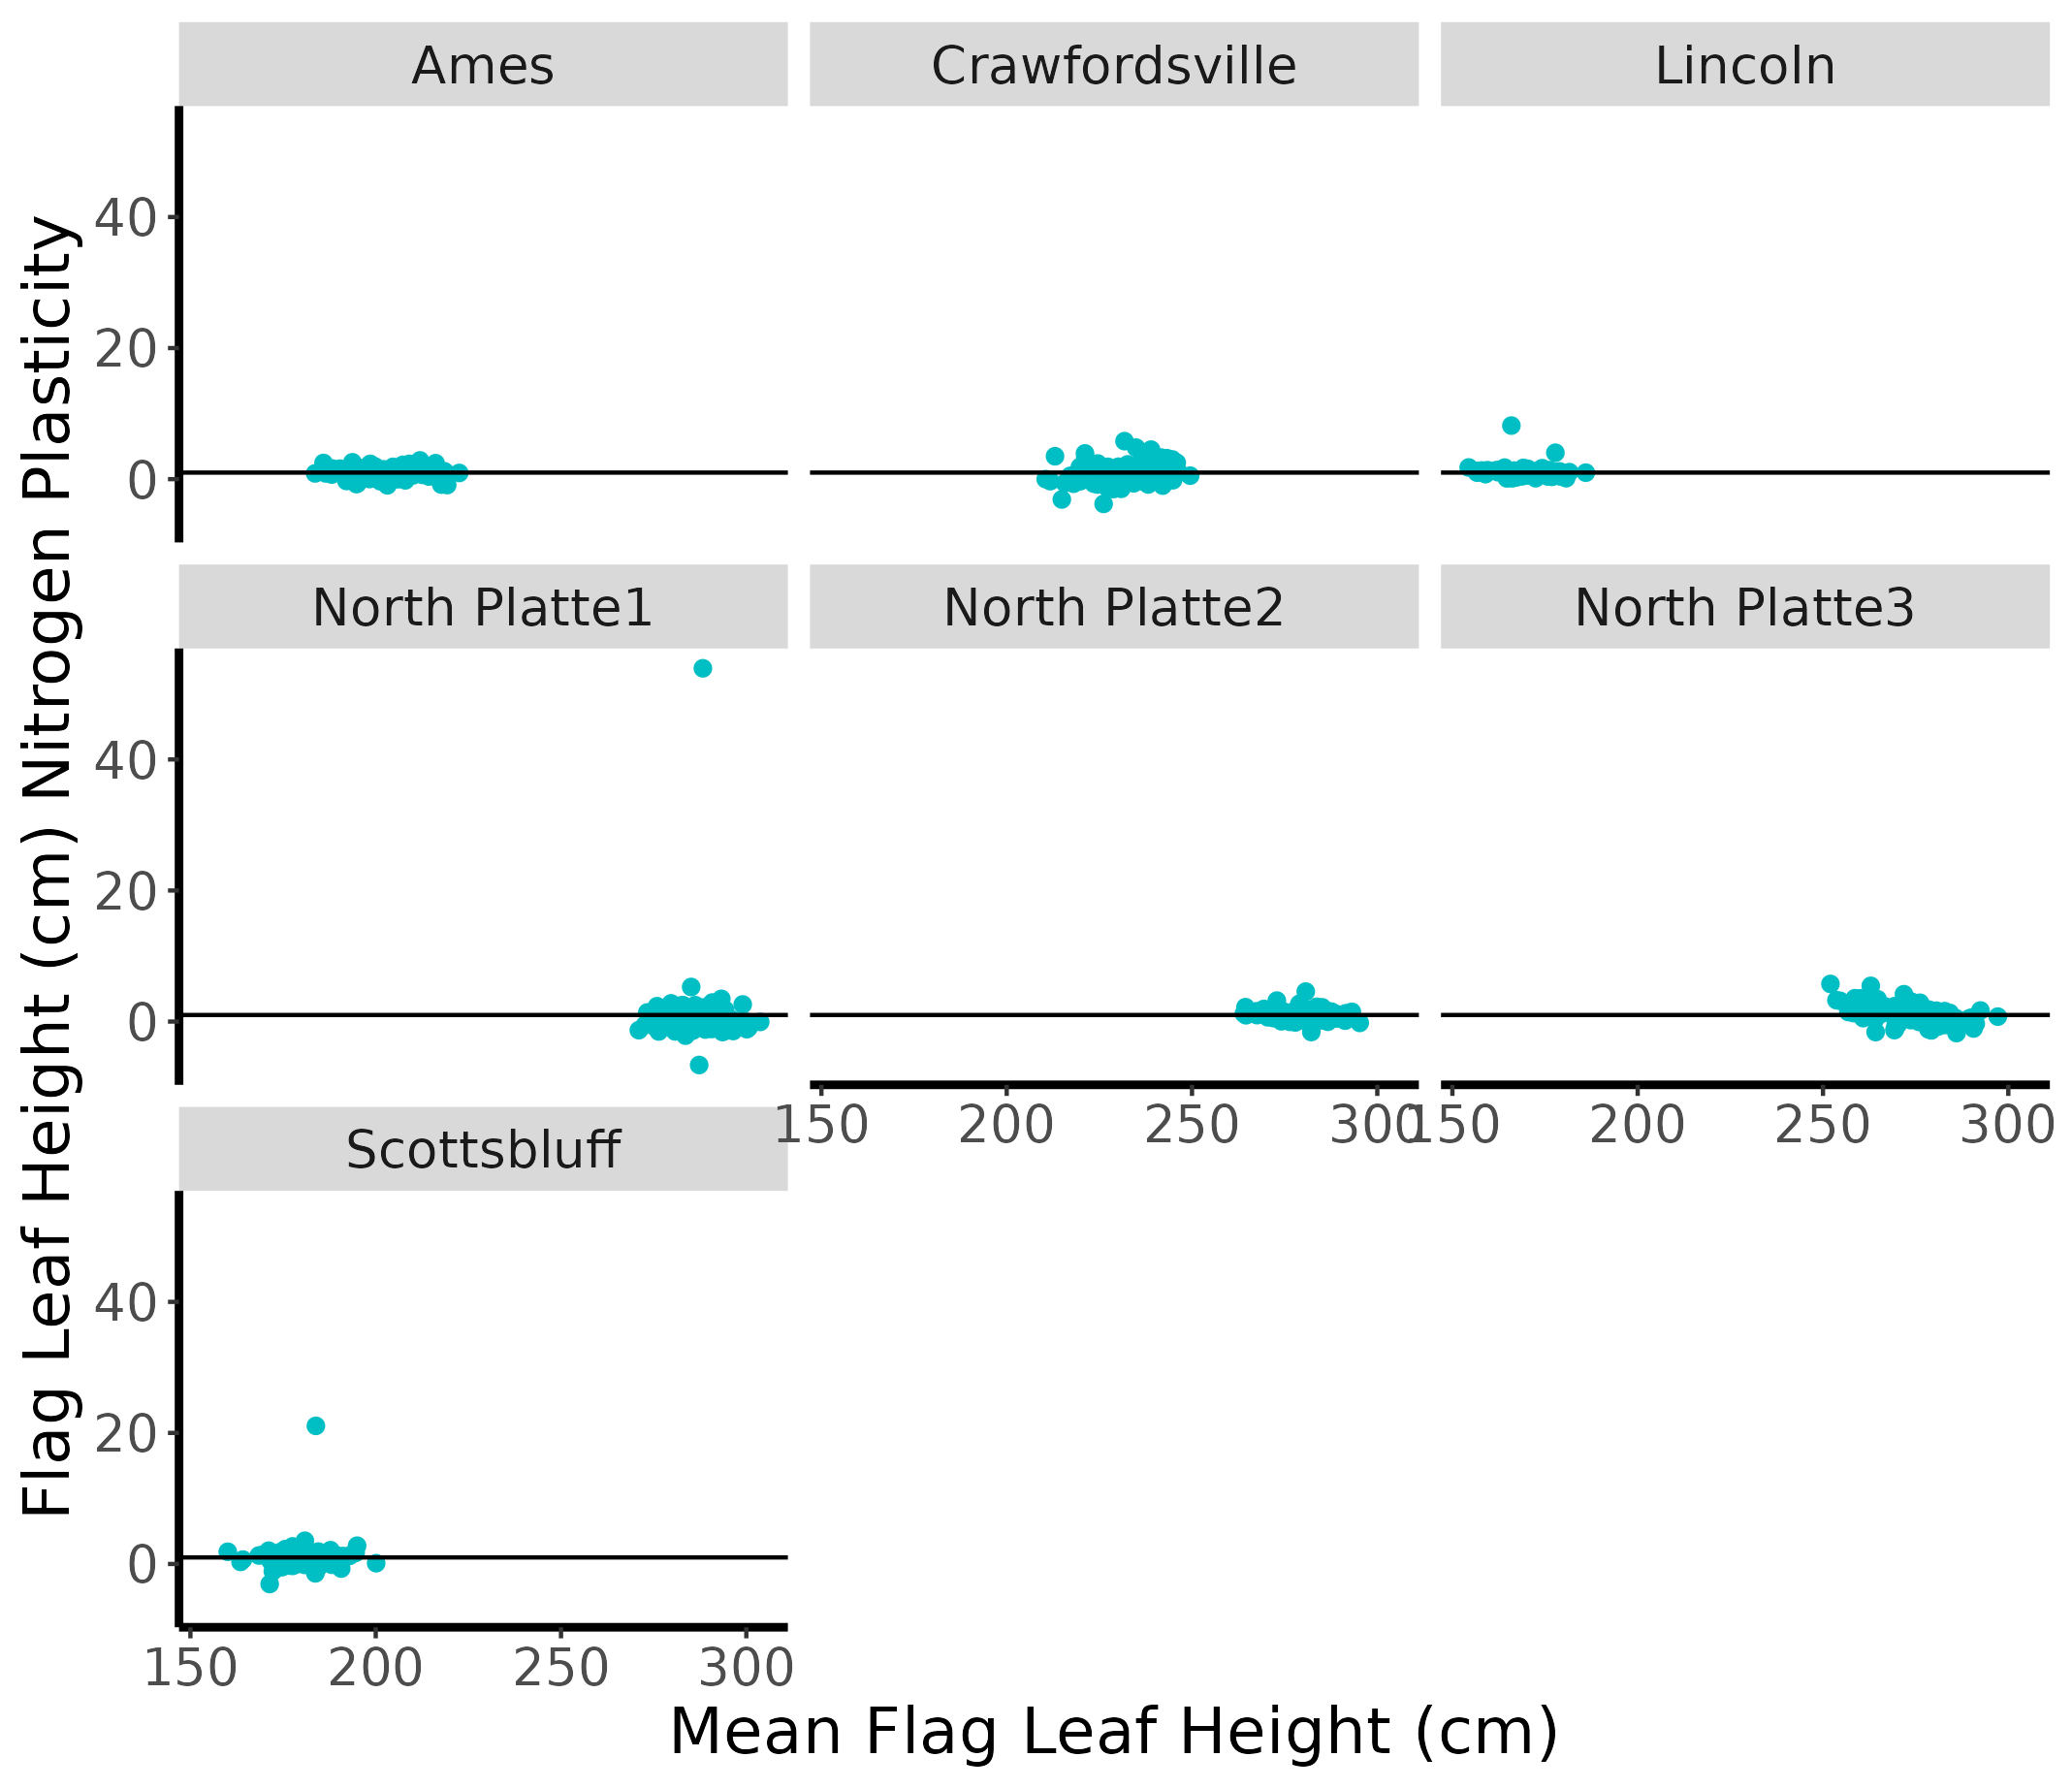 Ames
Crawfordsville
Lincoln
40
20
0
North Platte1
North Platte2
North Platte3
40
20
0
150 200 250 300
150 200 250 300
Scottsbluff
40
20
0
150 200 250 300
Flag Leaf Height (cm) Nitrogen Plasticity
Mean Flag Leaf Height (cm)